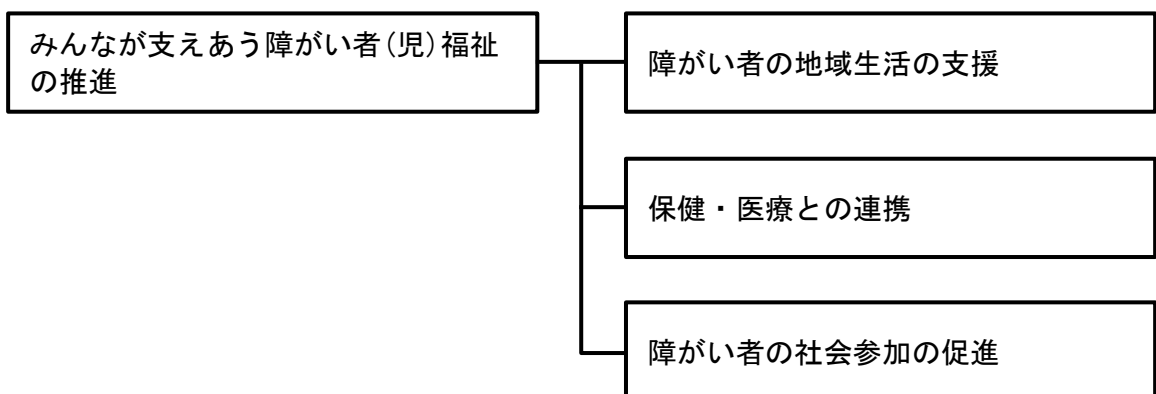 みんなが支えあう障がい者(児)福祉
の推進
障がい者の地域生活の支援
保健・医療との連携
障がい者の社会参加の促進